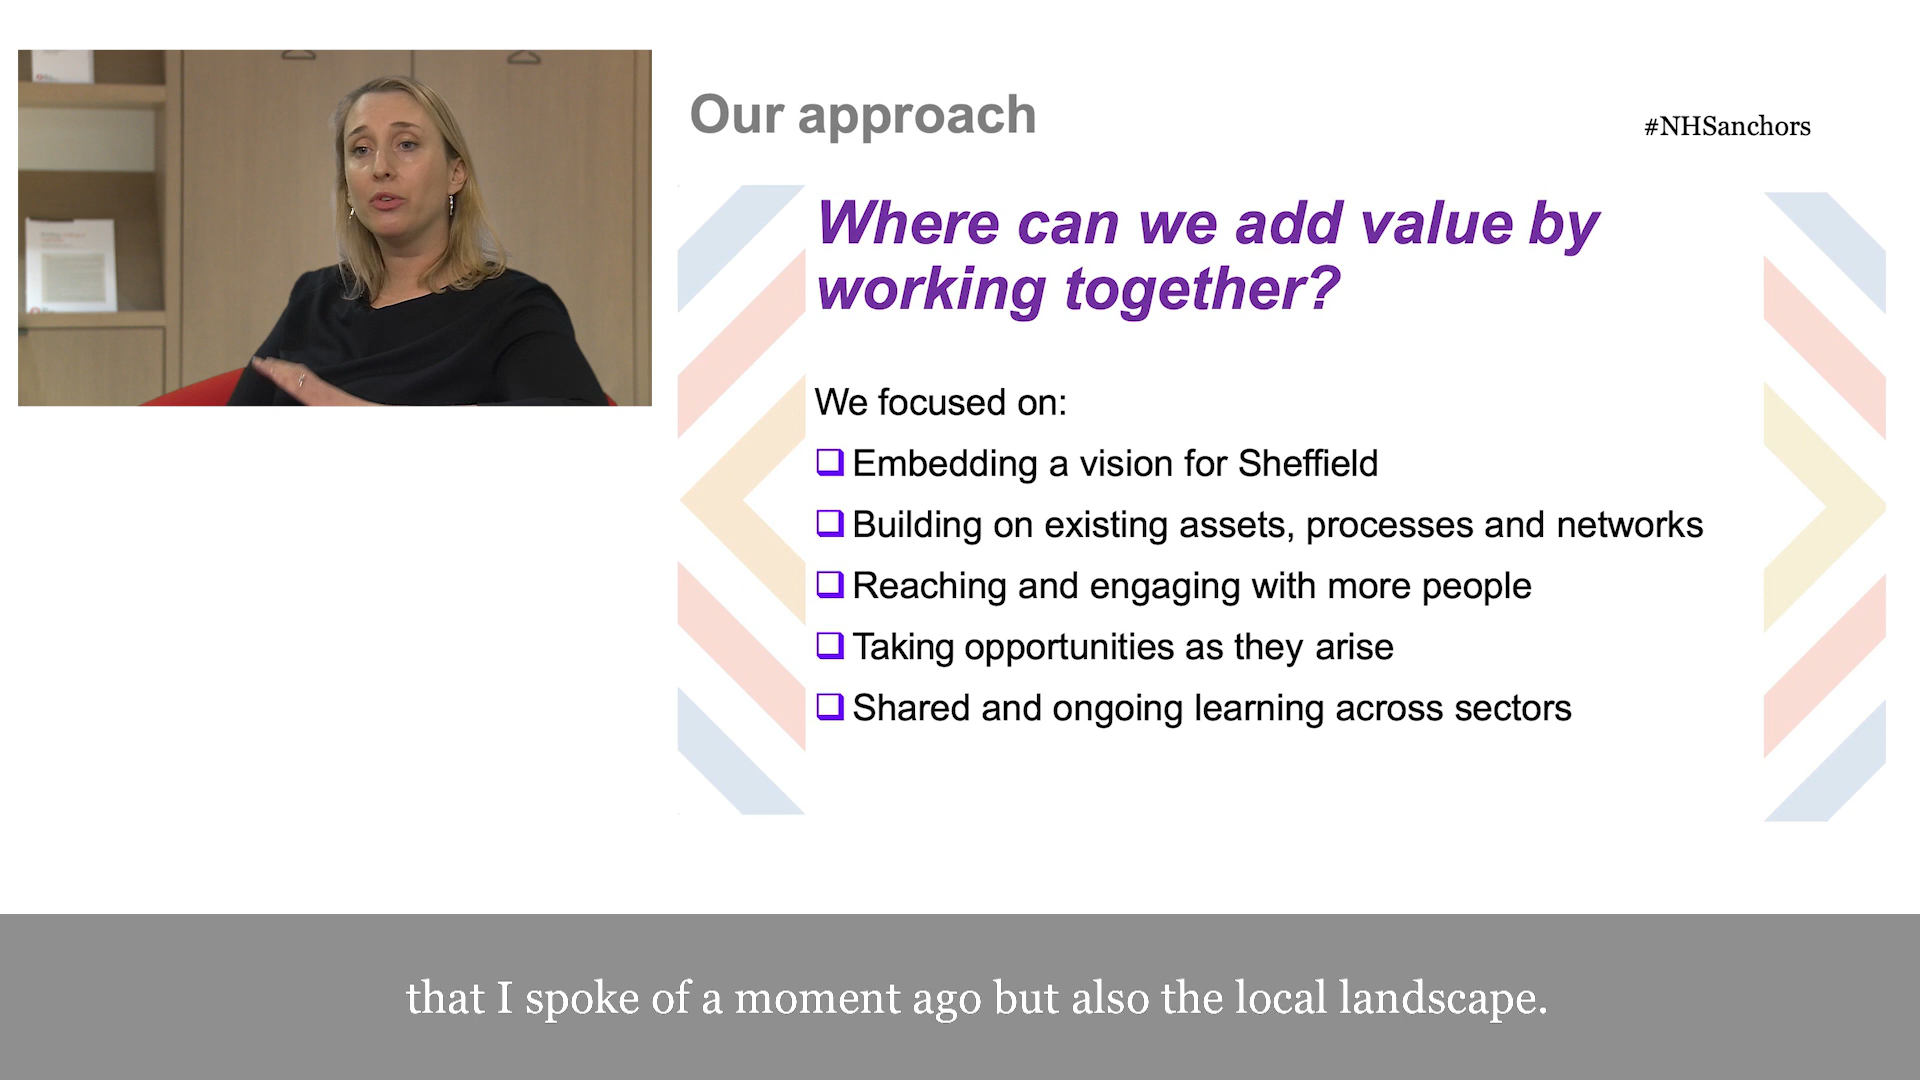 Our approach
#NHSanchors
Where can we add value by
working together?
We focused on:
Embedding a vision for Sheffield
Building on existing assets, processes and networks
Reaching and engaging with more people
Taking opportunities as they arise
Shared and ongoing learning across sectors
that I spoke of a moment ago but also the local landscape.